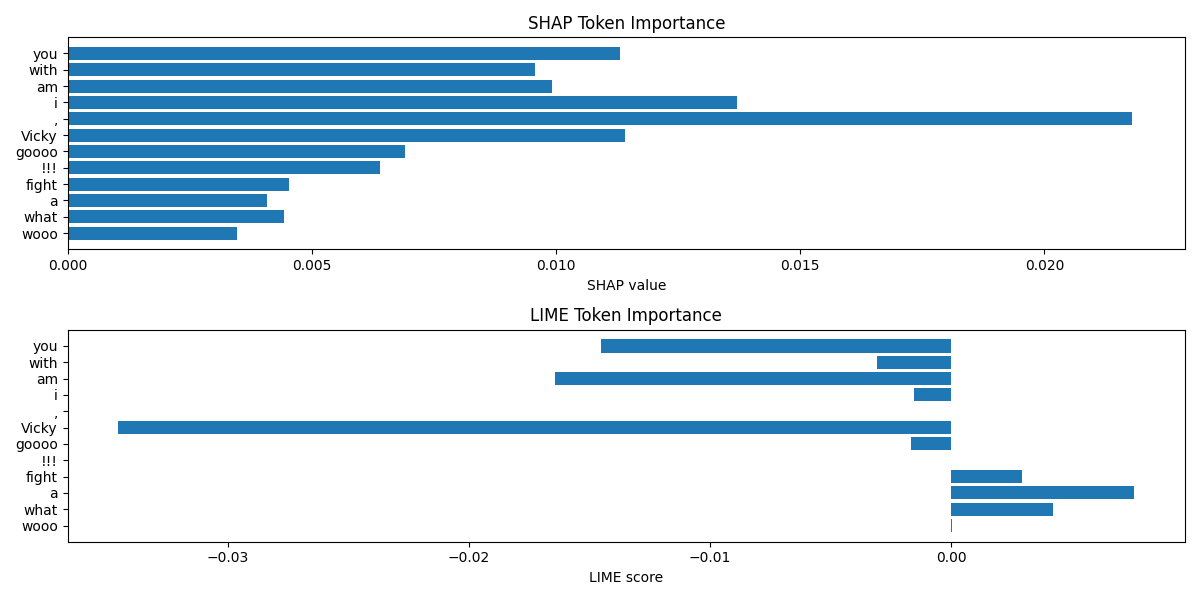 SHAP Token Importance
you
with
am
i
,
Vicky
goooo
!!!
fight
a
what
wooo
0.000 0.005 0.010 0.015 0.020
SHAP value
LIME Token Importance
you
with
am
i
,
Vicky
goooo
!!!
fight
a
what
wooo
−0.03 −0.02 −0.01 0.00
LIME score